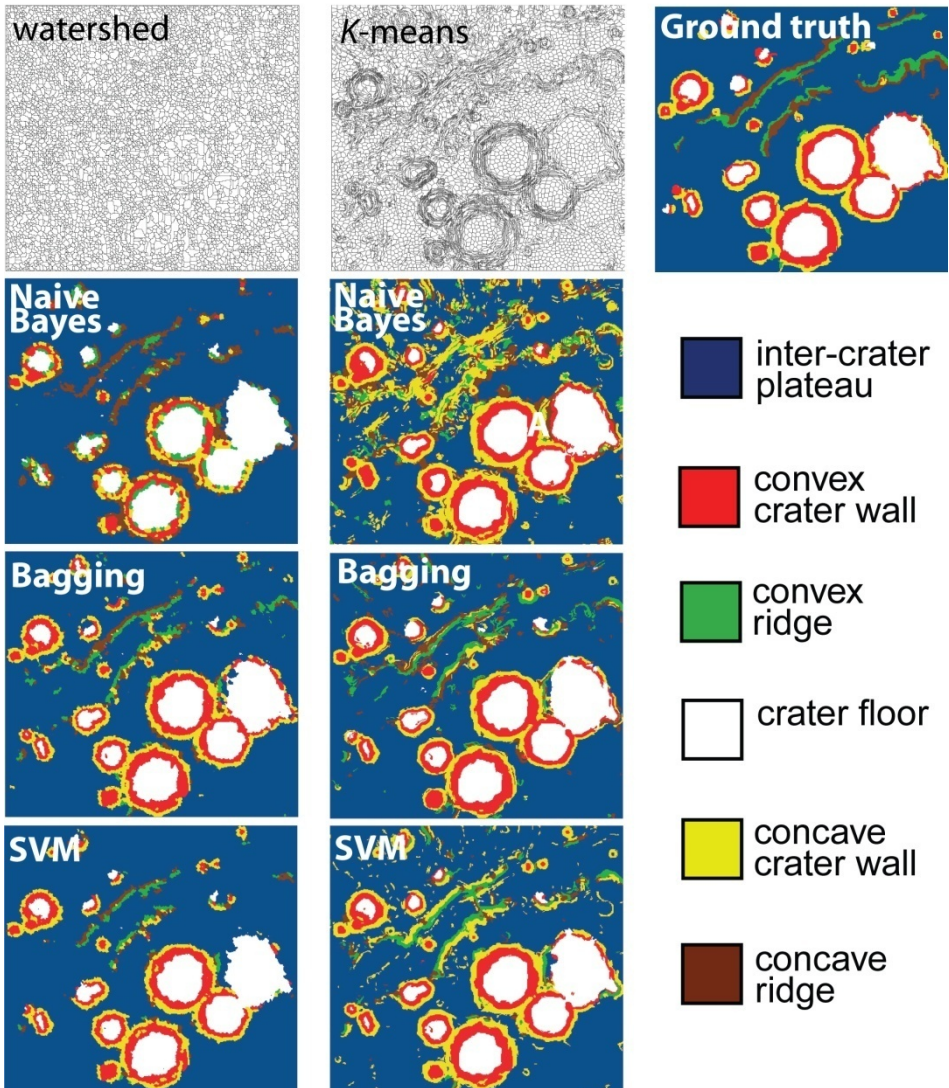 watershed
K-means
Ground truth
Naive
Bayes
Naive
Bayes
A
Bagging
Bagging
SVM
SVM
inter-crater
plateau
convex
crater wall
convex
ridge
crater floor
concave
crater wall
concave
ridge